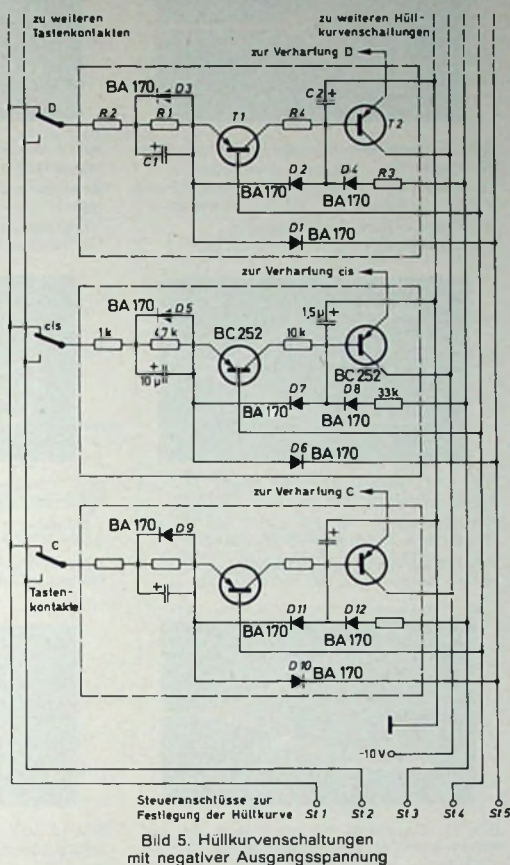 zu weiteren
Tastenkontakten
zu weiteren Hüll-
kurvenschaltungen
zur Verharfung D
BA 170 D3
C2 +
D
R2
R1
T1
R4
T2
+
C1
D2
D4
R3
BA 170
BA 170
D1
BA 170
zur Verharfung cis
BA 170 D5
1,5µ +
cis
1k
4,7k
BC 252
10k
+
10µ
BC 252
D7
D8
33k
BA 170
BA 170
D6
BA 170
zur Verharfung C
BA 170 D9
+
C
Tasten-
kontakte
+
D11
D12
BA 170
BA 170
D10
BA 170
-10V
Steueranschlüsse zur
Festlegung der Hüllkurve
St 1 St 2 St 3 St 4 St 5
Bild 5. Hüllkurvenschaltungen
mit negativer Ausgangsspannung